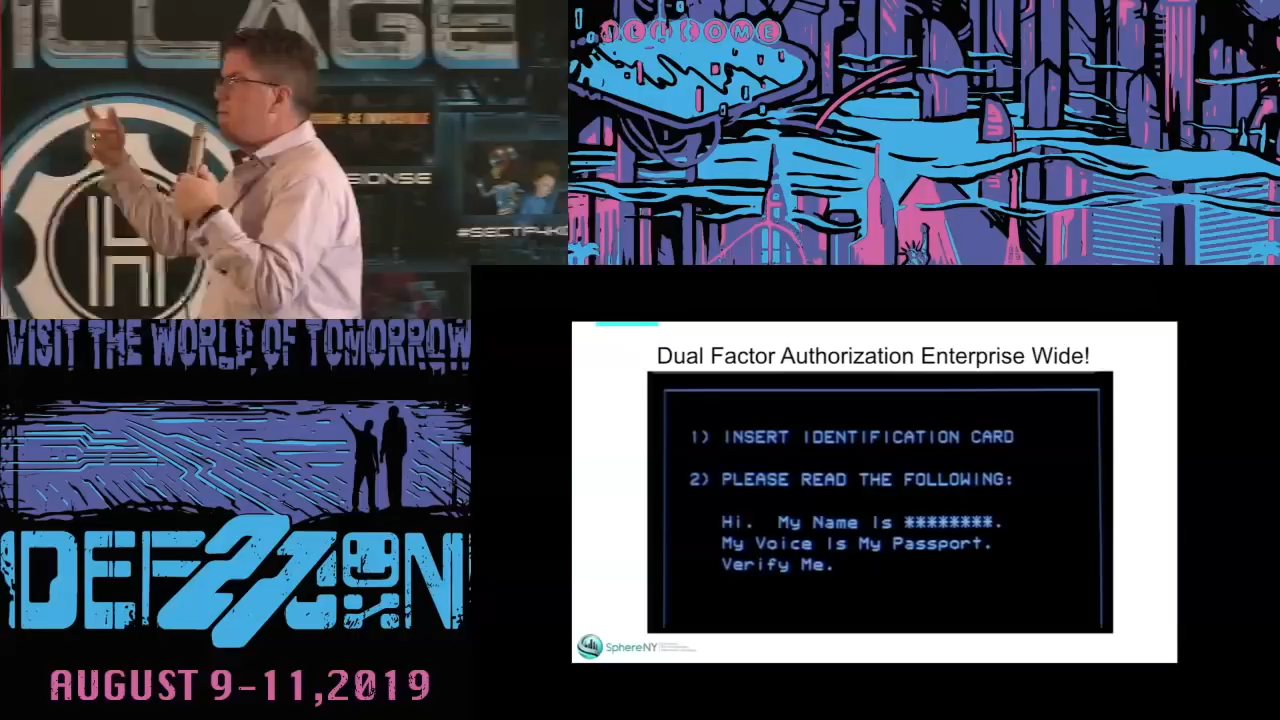 ILLAGE
#SECTF4K
WELCOME
VISIT THE WORLD OF TOMORROW
DEF CON
27
AUGUST 9-11,2019
Dual Factor Authorization Enterprise Wide!
1) INSERT IDENTIFICATION CARD
2) PLEASE READ THE FOLLOWING:
Hi. My Name Is ********.
My Voice Is My Passport.
Verify Me.
SphereNY